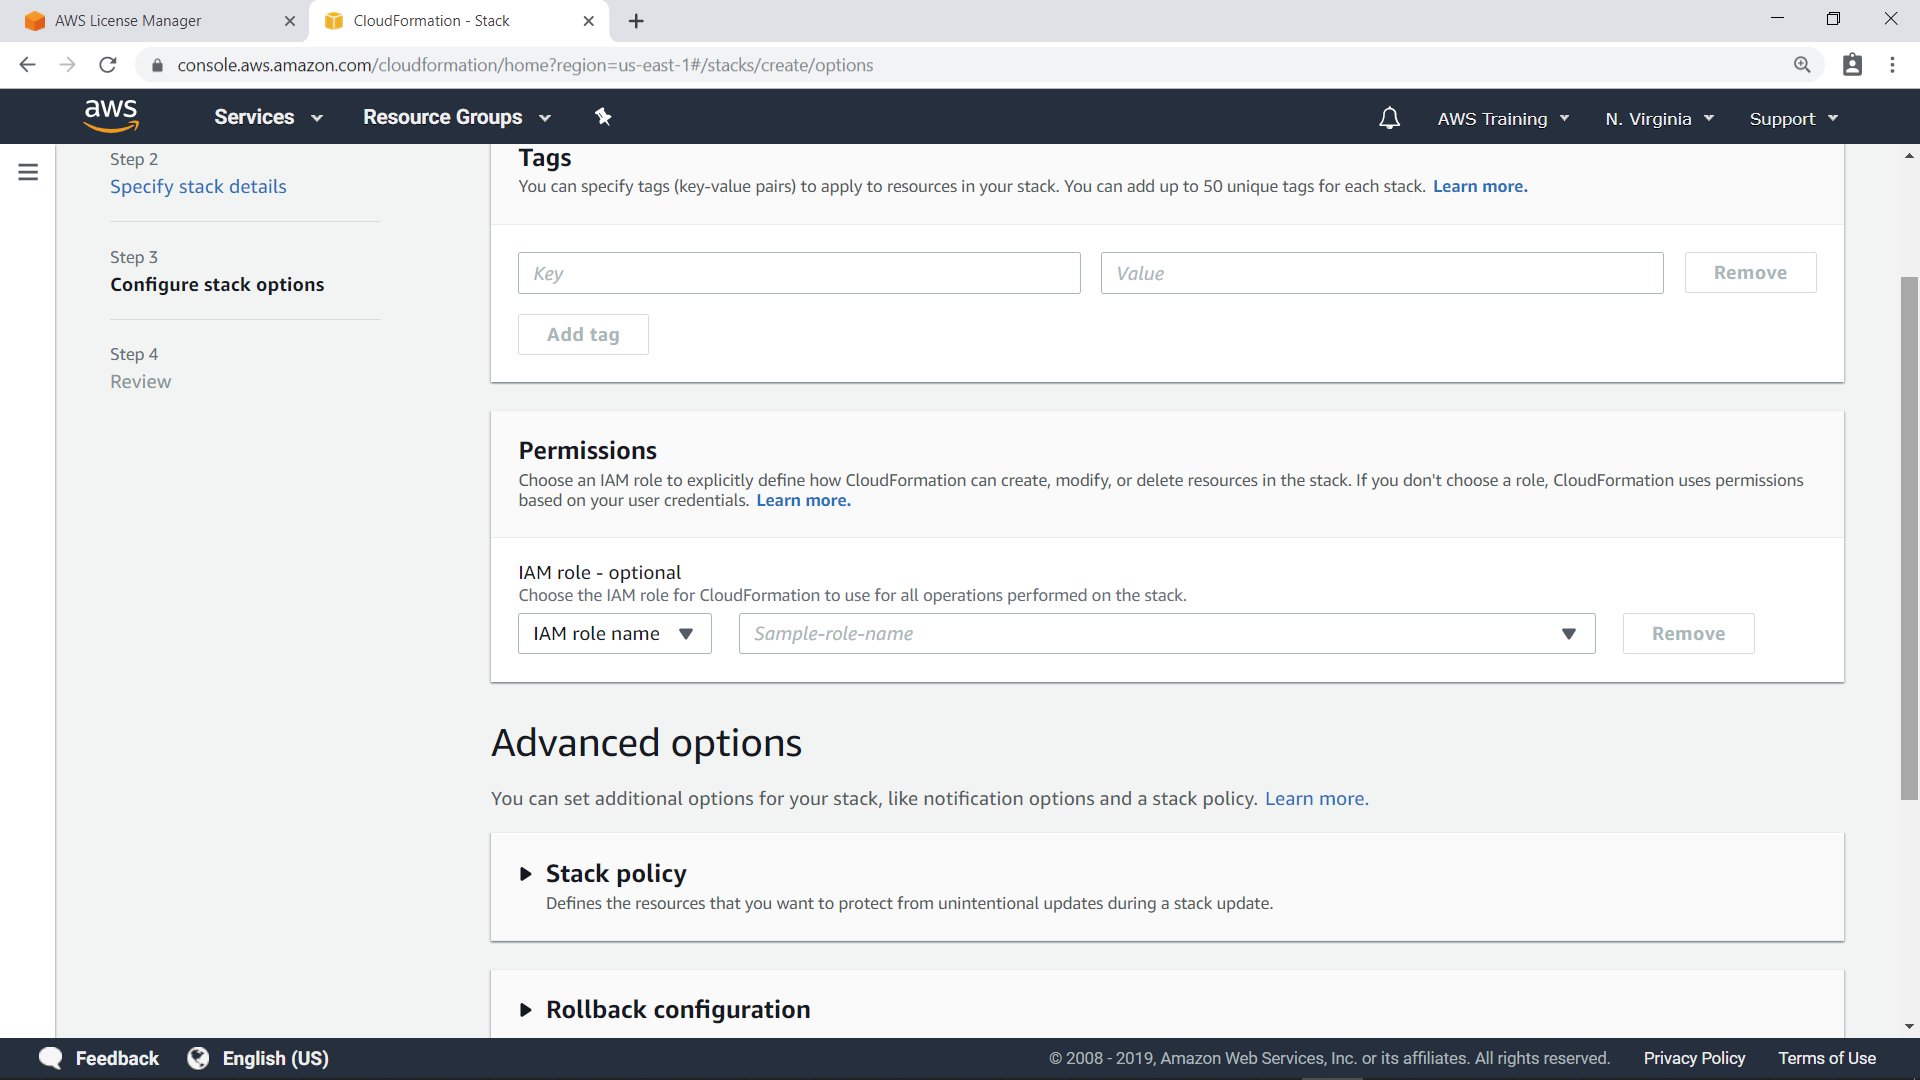 AWS License Manager
CloudFormation - Stack
console.aws.amazon.com/cloudformation/home?region=us-east-1#/stacks/create/options
aws
Services
Resource Groups
AWS Training
N. Virginia
Support
Step 2
Specify stack details
Step 3
Configure stack options
Step 4
Review
Tags
You can specify tags (key-value pairs) to apply to resources in your stack. You can add up to 50 unique tags for each stack. Learn more.
Key
Value
Remove
Add tag
Permissions
Choose an IAM role to explicitly define how CloudFormation can create, modify, or delete resources in the stack. If you don't choose a role, CloudFormation uses permissions
based on your user credentials. Learn more.
IAM role - optional
Choose the IAM role for CloudFormation to use for all operations performed on the stack.
IAM role name
Sample-role-name
Remove
Advanced options
You can set additional options for your stack, like notification options and a stack policy. Learn more.
Stack policy
Defines the resources that you want to protect from unintentional updates during a stack update.
Rollback configuration
Feedback
English (US)
© 2008 - 2019, Amazon Web Services, Inc. or its affiliates. All rights reserved.
Privacy Policy
Terms of Use